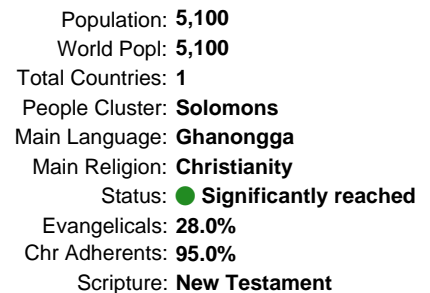 Population: 5,100
World Popl: 5,100
Total Countries: 1
People Cluster: Solomons
Main Language: Ghanongga
Main Religion: Christianity
Status: Significantly reached
Evangelicals: 28.0%
Chr Adherents: 95.0%
Scripture: New Testament